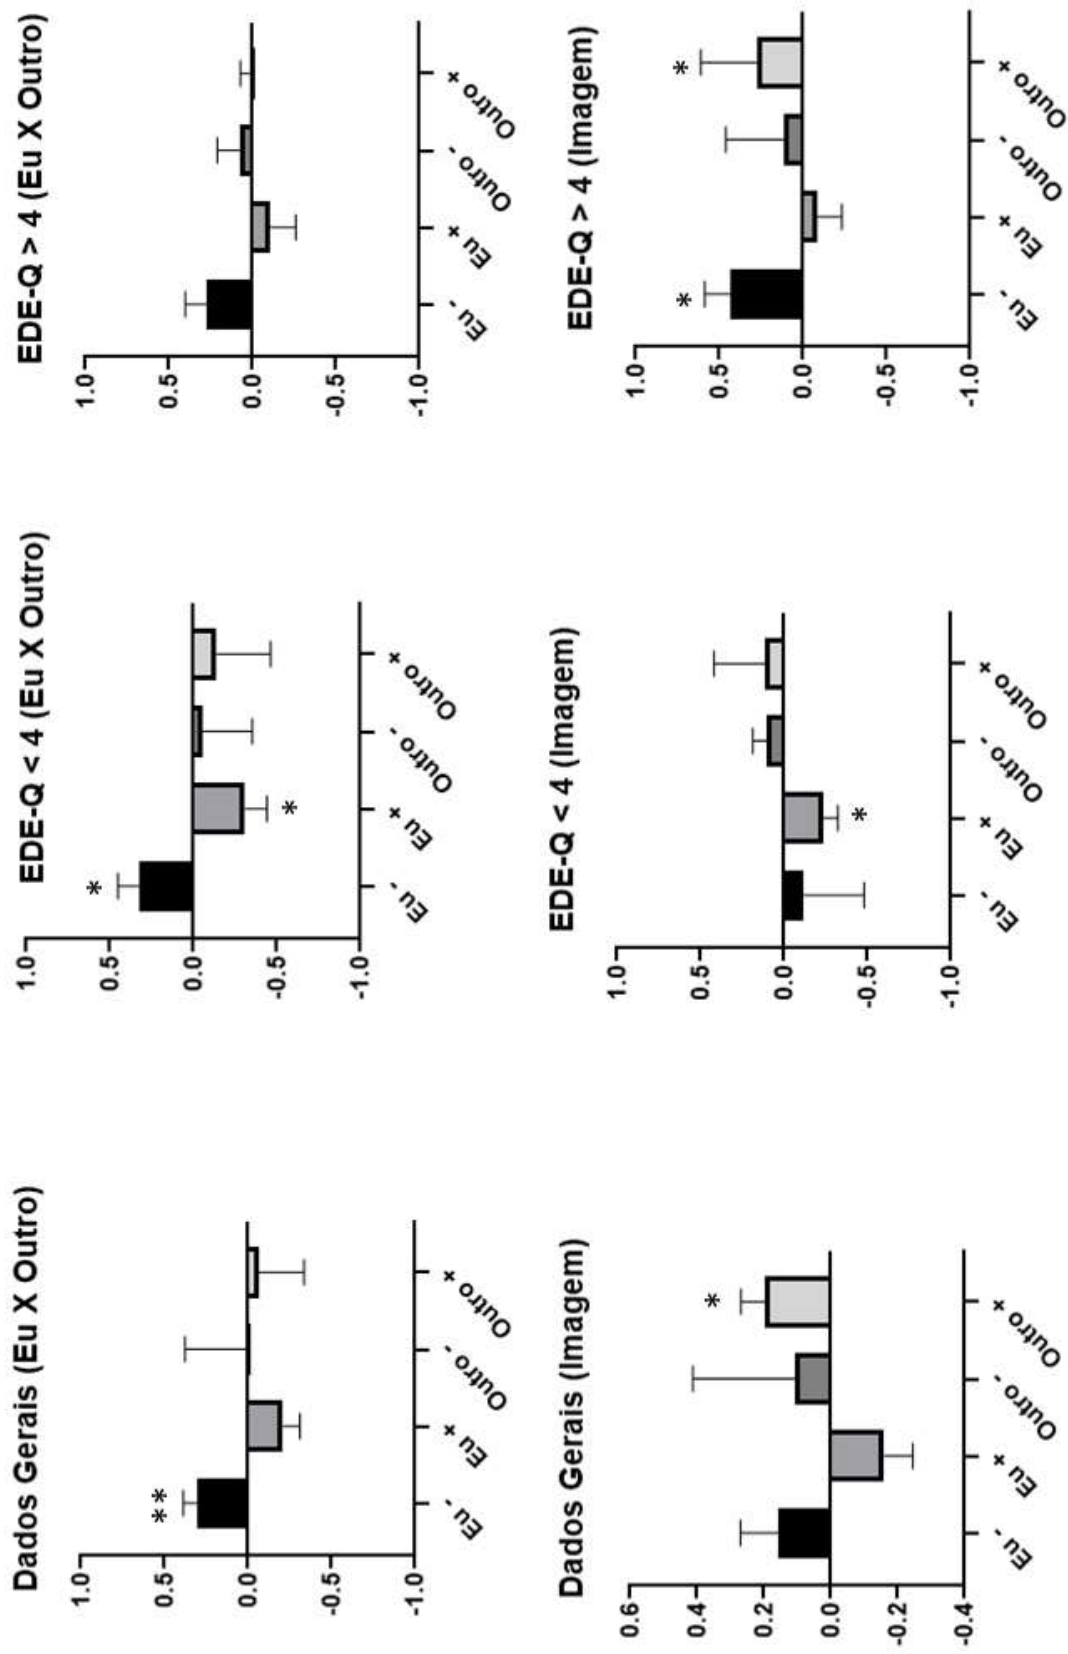 Dados Gerais (Eu X Outro)
1.0
0.5
0.0
-0.5
-1.0
**
Eu -
Eu +
Outro -
Outro +
EDE-Q < 4 (Eu X Outro)
1.0
0.5
0.0
-0.5
-1.0
*
*
Eu -
Eu +
Outro -
Outro +
EDE-Q > 4 (Eu X Outro)
1.0
0.5
0.0
-0.5
-1.0
Eu -
Eu +
Outro -
Outro +
Dados Gerais (Imagem)
0.6
0.4
0.2
0.0
-0.2
-0.4
*
Eu -
Eu +
Outro -
Outro +
EDE-Q < 4 (Imagem)
1.0
0.5
0.0
-0.5
-1.0
*
Eu -
Eu +
Outro -
Outro +
EDE-Q > 4 (Imagem)
1.0
0.5
0.0
-0.5
-1.0
*
*
Eu -
Eu +
Outro -
Outro +